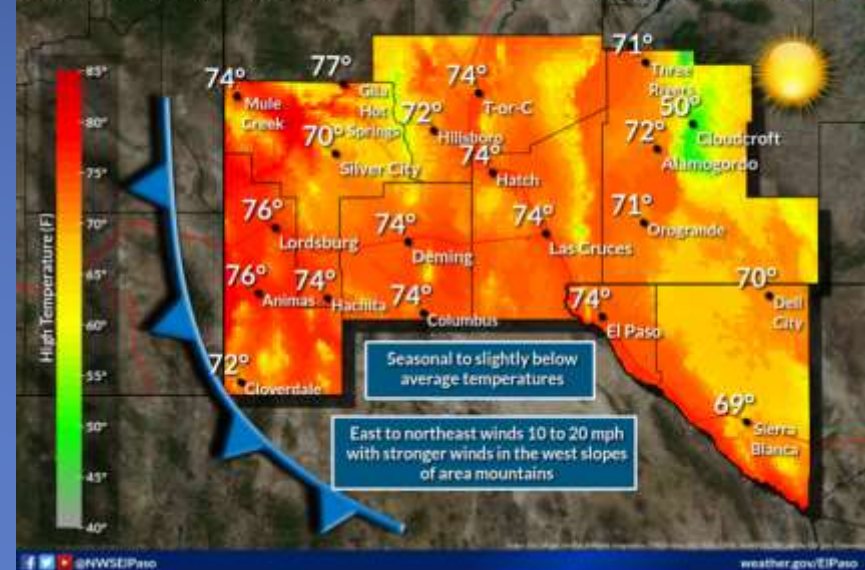 85°
80°
75°
70°
65°
60°
55°
50°
45°
40°
High Temperature (F)
74°
Mule
Creek
77°
Gila
Hot
Springs
70°
Silver City
72°
Hillsboro
74°
T-or-C
74°
Hatch
71°
Three
Rivers
50°
Cloudcroft
72°
Alamogordo
76°
Lordsburg
74°
Deming
74°
Las Cruces
71°
Orogrande
76°
Animas
74°
Hachita
74°
Columbus
74°
El Paso
70°
Dell
City
72°
Cloverdale
69°
Sierra
Blanca
Seasonal to slightly below
average temperatures
East to northeast winds 10 to 20 mph
with stronger winds in the west slopes
of area mountains
@NWSElPaso
weather.gov/ElPaso